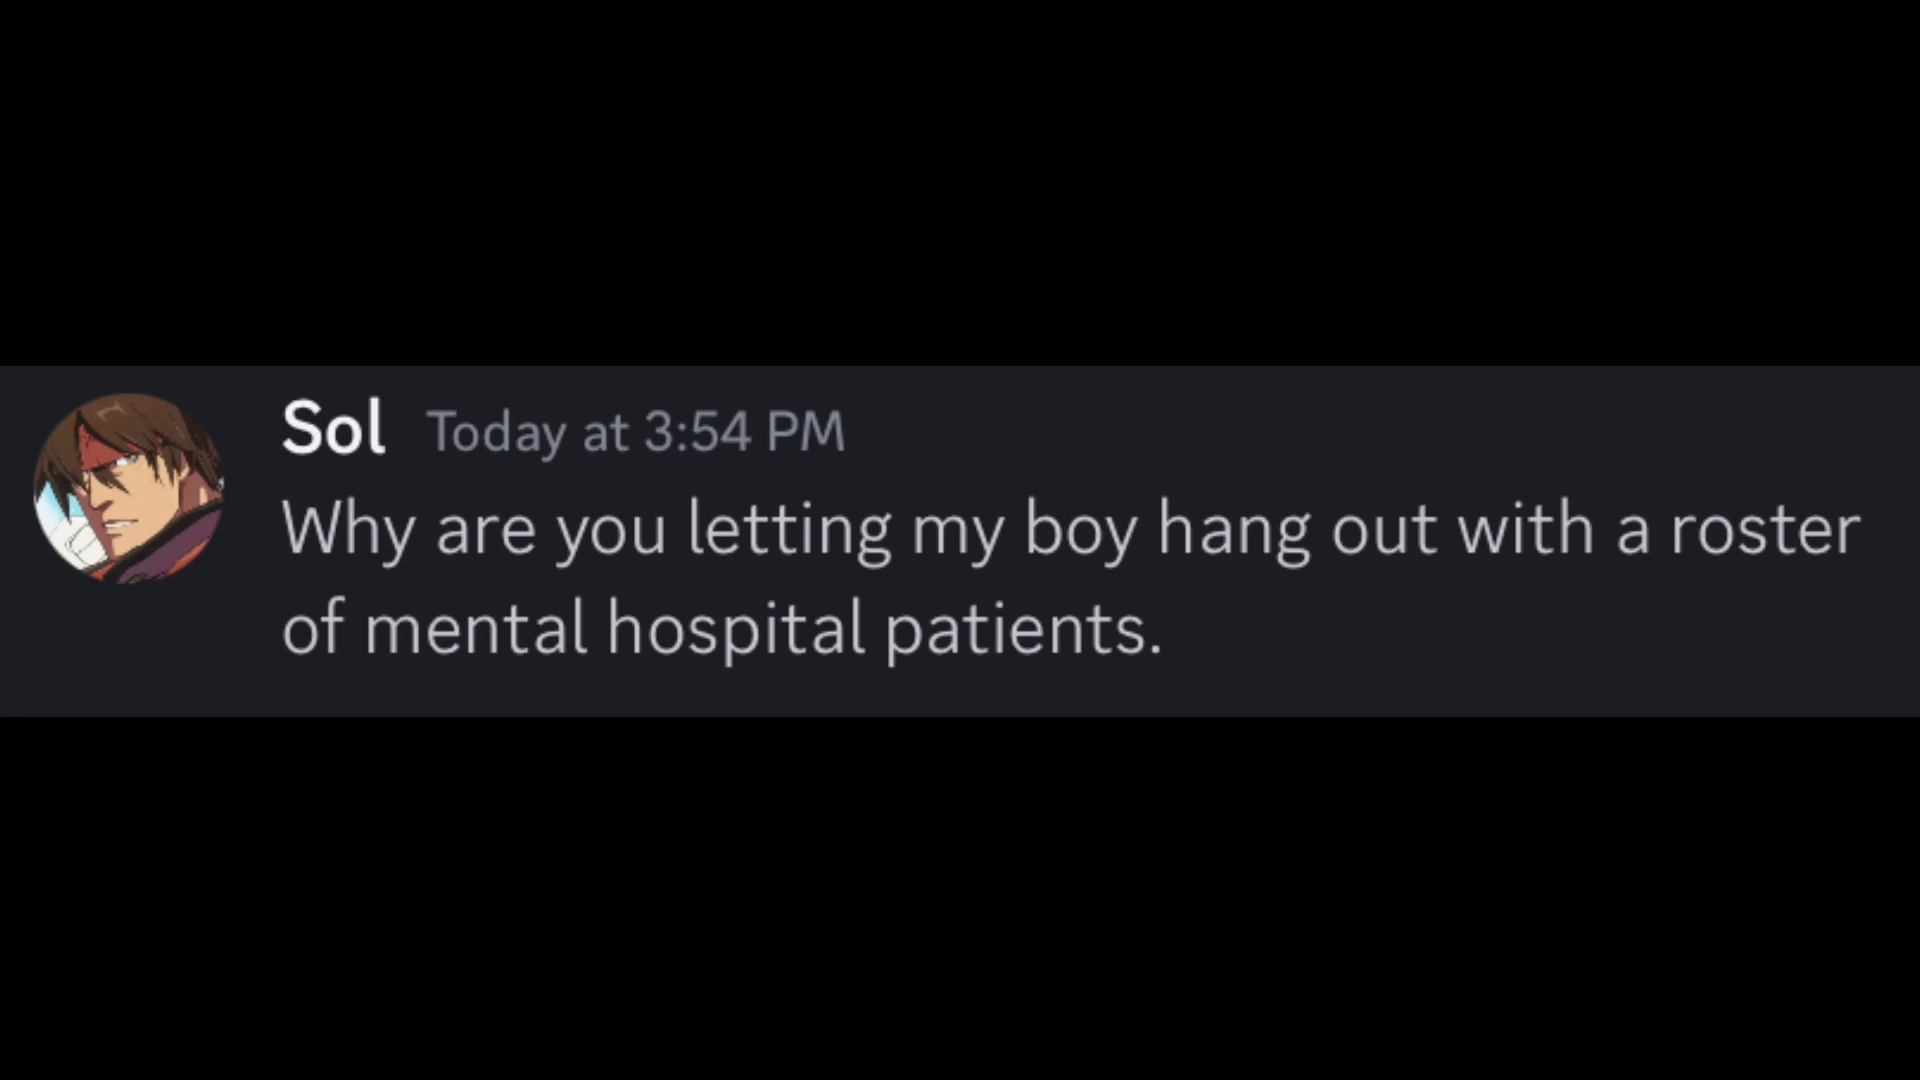 Sol Today at 3:54 PM
Why are you letting my boy hang out with a roster
of mental hospital patients.